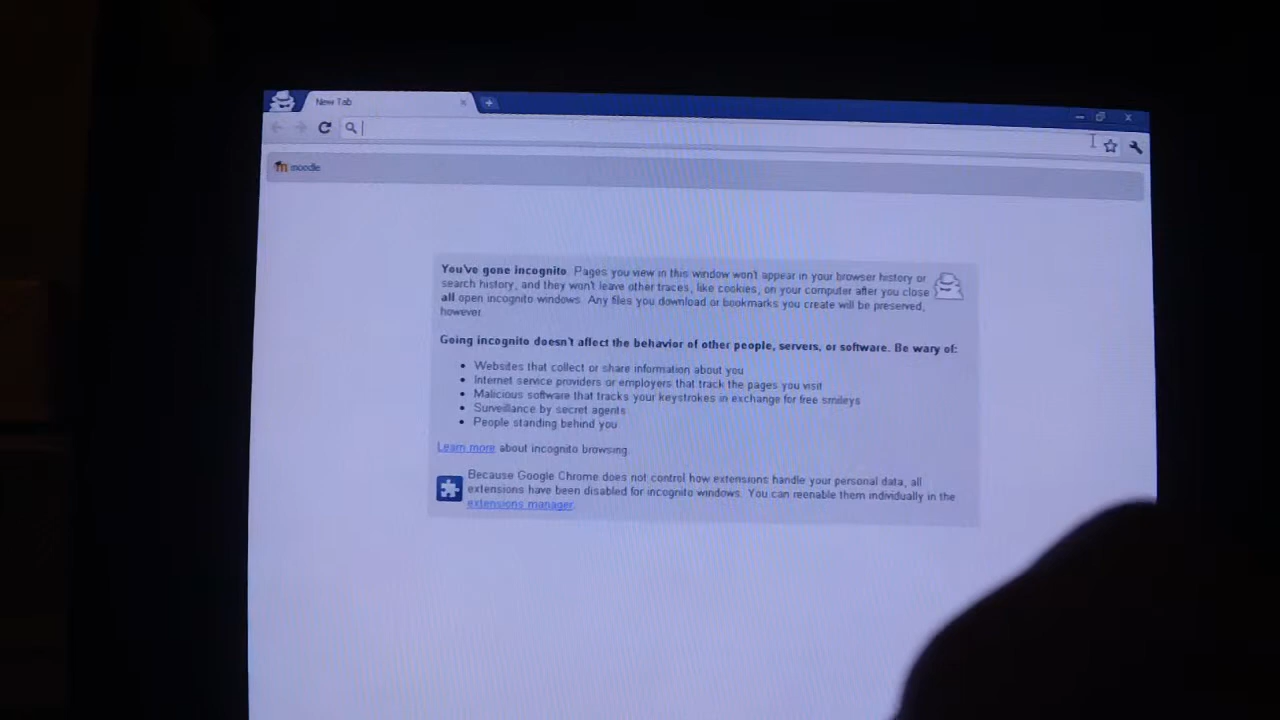 New Tab
moodle
You've gone incognito. Pages you view in this window won't appear in your browser history or
search history, and they won't leave other traces, like cookies, on your computer after you close
all open incognito windows. Any files you download or bookmarks you create will be preserved,
however.
Going incognito doesn't affect the behavior of other people, servers, or software. Be wary of:
• Websites that collect or share information about you
• Internet service providers or employers that track the pages you visit
• Malicious software that tracks your keystrokes in exchange for free smileys
• Surveillance by secret agents
• People standing behind you
Learn more about incognito browsing.
Because Google Chrome does not control how extensions handle your personal data, all
extensions have been disabled for incognito windows. You can reenable them individually in the
extensions manager.